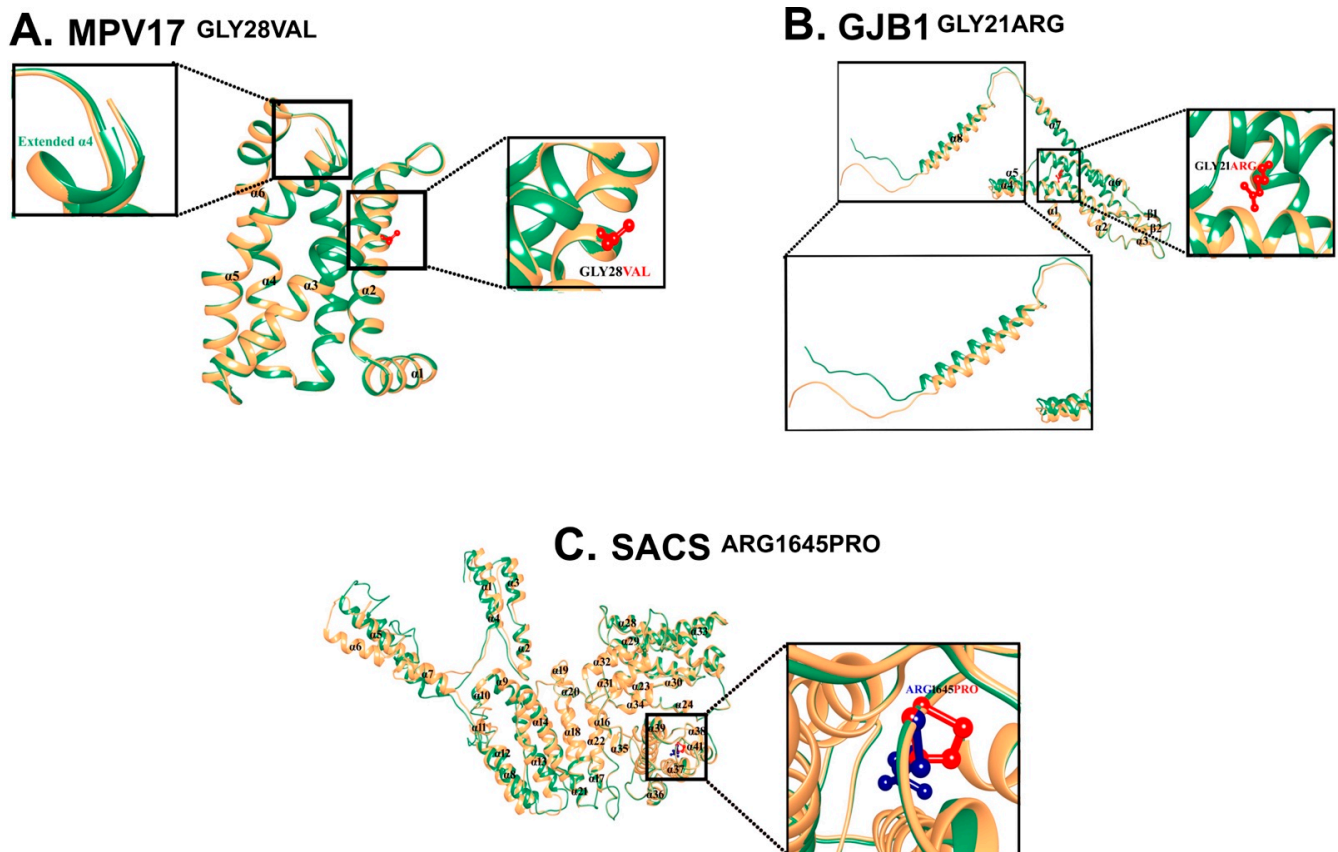 A. MPV17 GLY28VAL
Extended α4
α6
α5
α4
α3
α2
α1
GLY28VAL
B. GJB1 GLY21ARG
α8
α7
α5
α4
α6
α1
α2
β1
β2
α3
GLY21ARG
C. SACS ARG1645PRO
α1
α3
α4
α2
α5
α6
α7
α9
α10
α11
α12
α8
α14
α13
α19
α20
α18
α16
α22
α17
α21
α28
α29
α33
α32
α31
α23
α30
α34
α24
α35
α39
α38
α41
α37
α36
ARG1645PRO